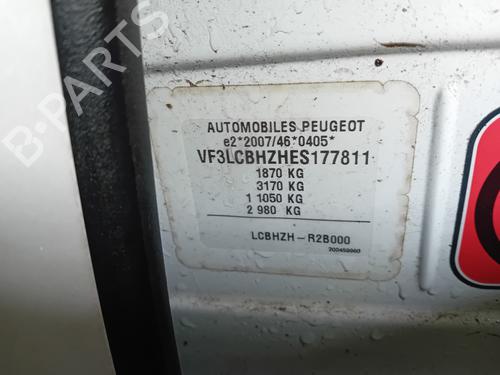 AUTOMOBILES PEUGEOT
e2*2007/46*0405*
VF3LCBHZHES177811
1870 KG
3170 KG
1 1050 KG
2 980 KG
LCBHZH-R2B000